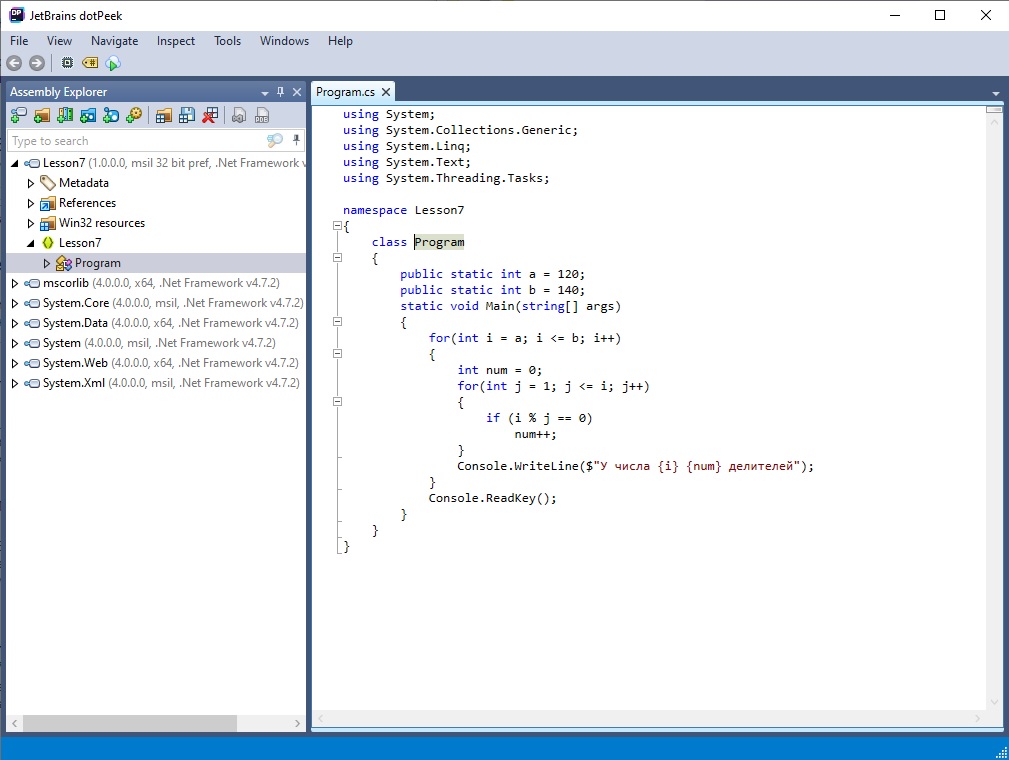 JetBrains dotPeek
File View Navigate Inspect Tools Windows Help
Assembly Explorer
Type to search
Lesson7 (1.0.0.0, msil 32 bit pref, .Net Framework v
Metadata
References
Win32 resources
Lesson7
Program
mscorlib (4.0.0.0, x64, .Net Framework v4.7.2)
System.Core (4.0.0.0, msil, .Net Framework v4.7.2)
System.Data (4.0.0.0, x64, .Net Framework v4.7.2)
System (4.0.0.0, msil, .Net Framework v4.7.2)
System.Web (4.0.0.0, x64, .Net Framework v4.7.2)
System.Xml (4.0.0.0, msil, .Net Framework v4.7.2)
Program.cs
using System;
using System.Collections.Generic;
using System.Linq;
using System.Text;
using System.Threading.Tasks;
namespace Lesson7
{
class Program
{
public static int a = 120;
public static int b = 140;
static void Main(string[] args)
{
for(int i = a; i <= b; i++)
{
int num = 0;
for(int j = 1; j <= i; j++)
{
if (i % j == 0)
num++;
}
Console.WriteLine($"У числа {i} {num} делителей");
}
Console.ReadKey();
}
}
}